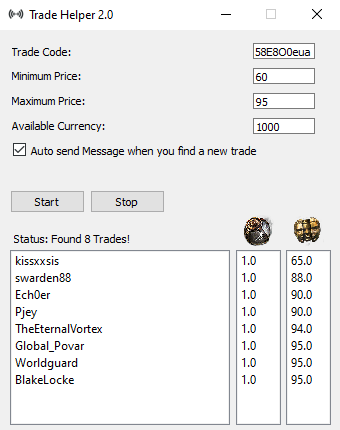 Trade Helper 2.0
Trade Code: 58E8O0eua
Minimum Price: 60
Maximum Price: 95
Available Currency: 1000
Auto send Message when you find a new trade
Start Stop
Status: Found 8 Trades!
kissxxsis 1.0 65.0
swarden88 1.0 88.0
Ech0er 1.0 90.0
Pjey 1.0 90.0
TheEternalVortex 1.0 94.0
Global_Povar 1.0 95.0
Worldguard 1.0 95.0
BlakeLocke 1.0 95.0